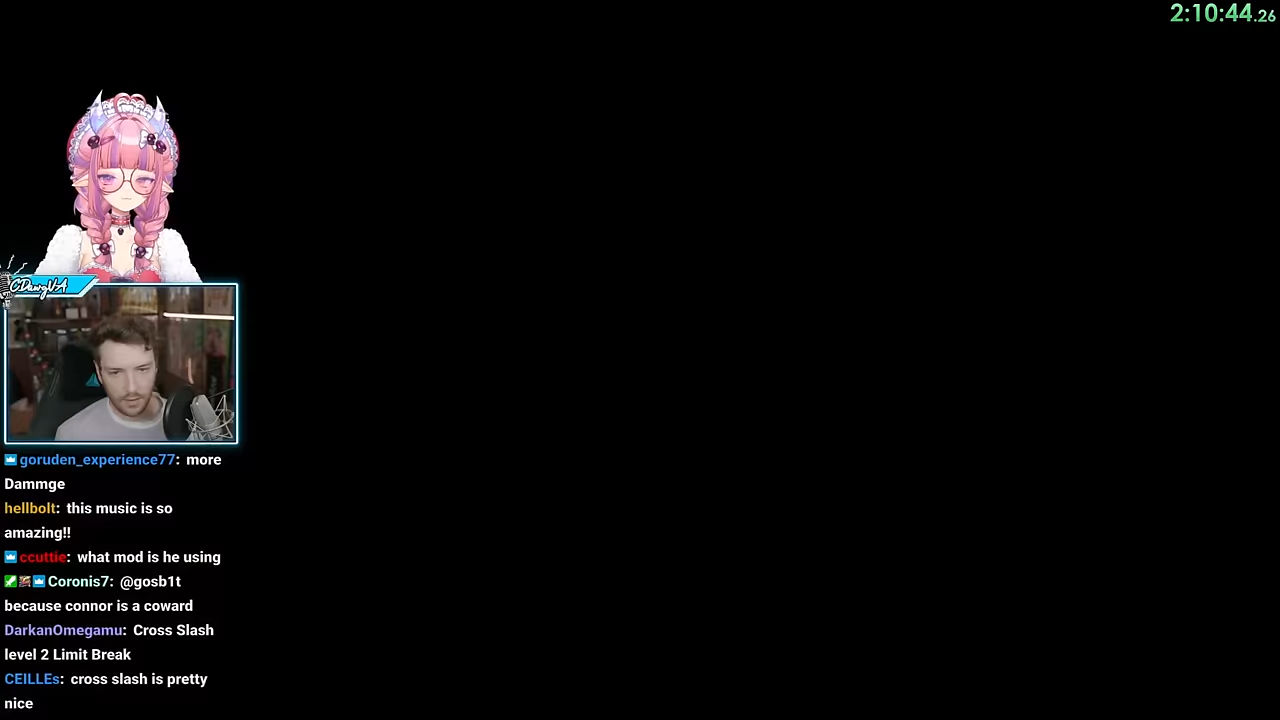 2:10:44.26
CDawgVA
goruden_experience77: more
Dammge
hellbolt: this music is so
amazing!!
ccuttie: what mod is he using
Coronis7: @gosb1t
because connor is a coward
DarkanOmegamu: Cross Slash
level 2 Limit Break
CEILLEs: cross slash is pretty
nice